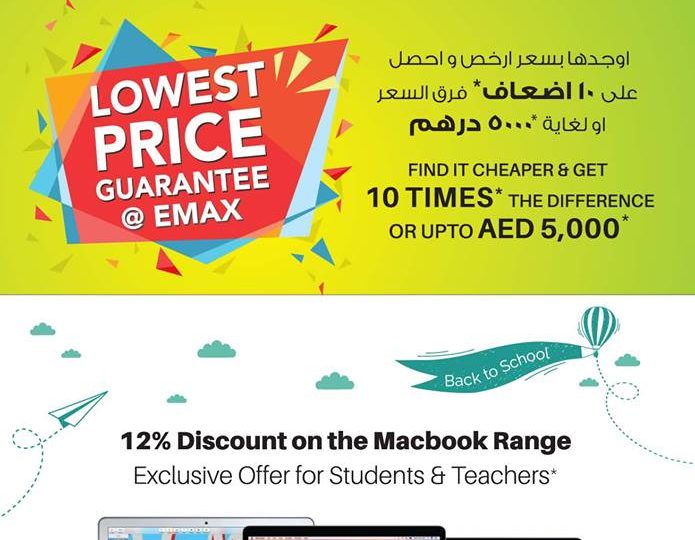 LOWEST
PRICE
GUARANTEE
@ EMAX
اوجدها بسعر ارخص و احصل
على ١٠ اضعاف* فرق السعر
او لغاية *٥٠٠٠ درهم
FIND IT CHEAPER & GET
10 TIMES* THE DIFFERENCE
OR UPTO AED 5,000*
Back to School
12% Discount on the Macbook Range
Exclusive Offer for Students & Teachers*